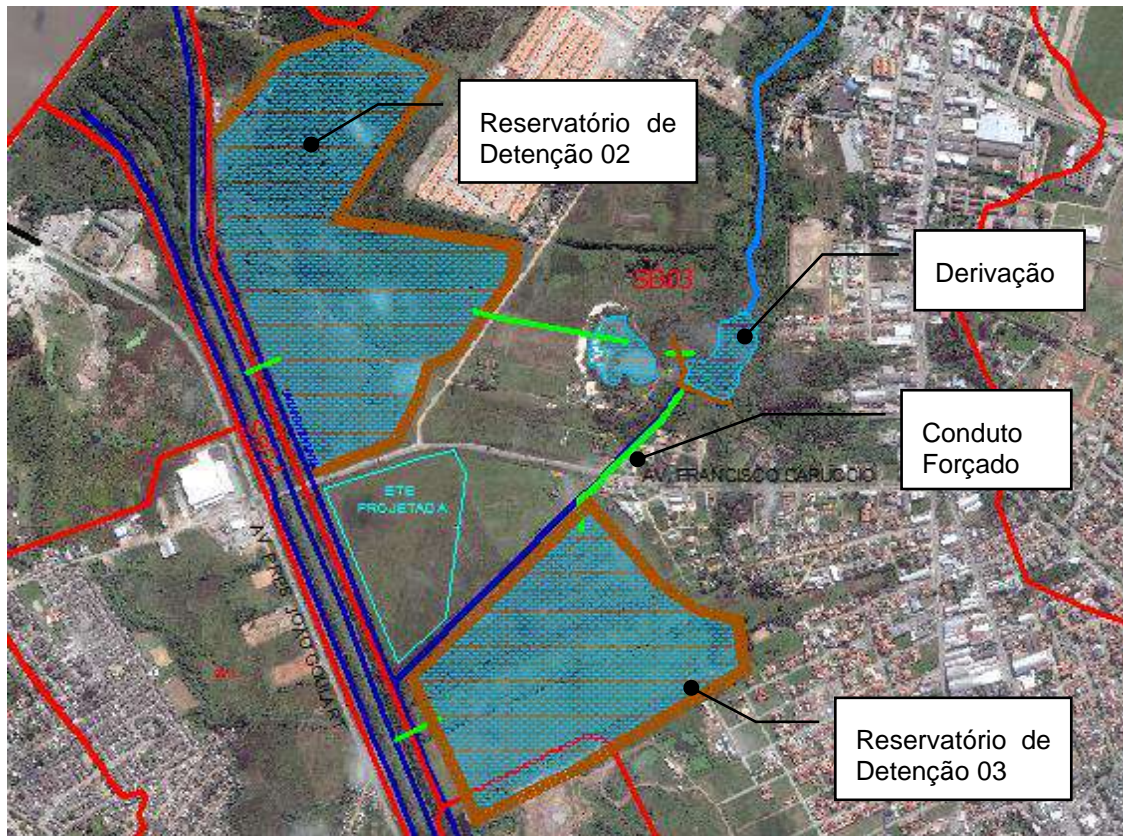 Reservatório de
Detenção 02
Derivação
SB03
Conduto
Forçado
AV. FRANCISCO CARUCCIO
ETE
PROJETADA
Reservatório de
Detenção 03